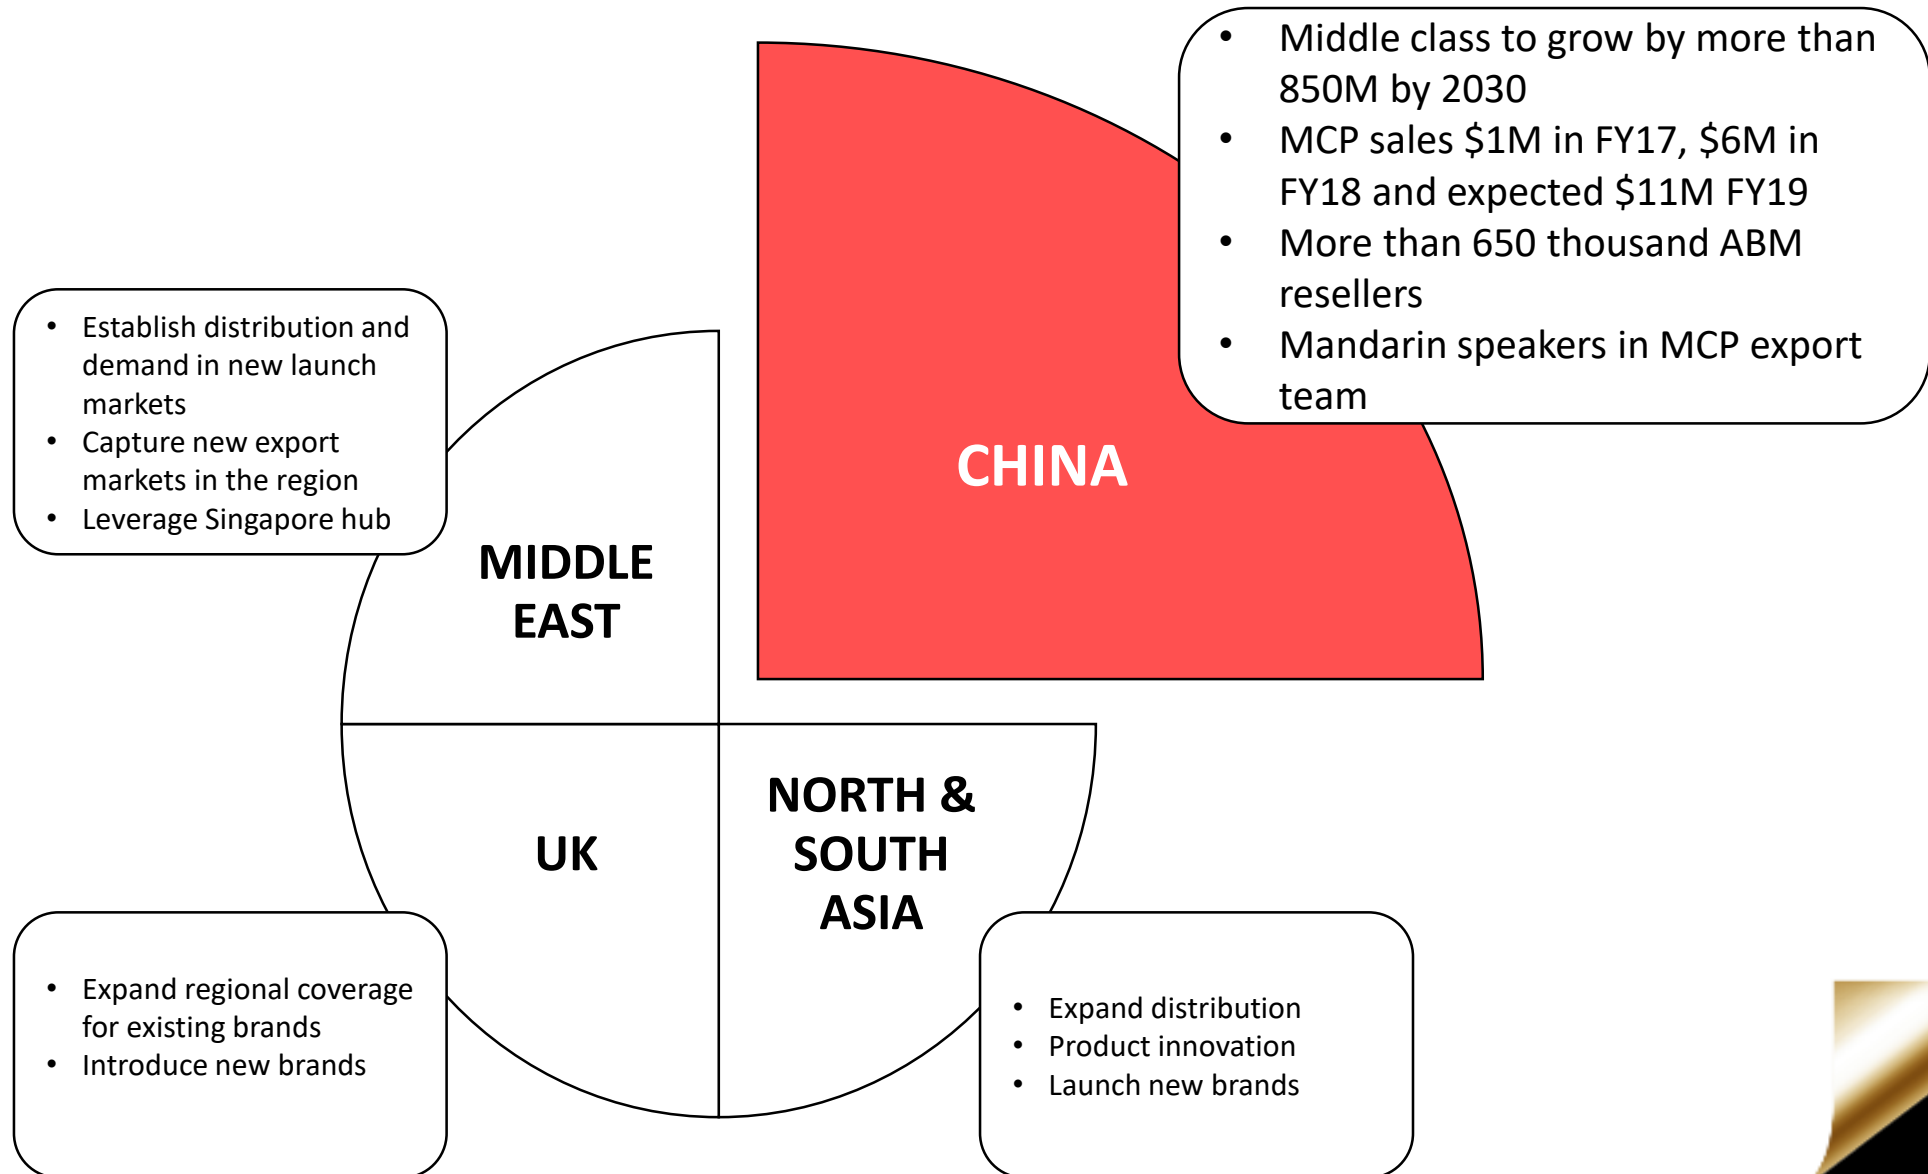 • Middle class to grow by more than
850M by 2030
• MCP sales $1M in FY17, $6M in
FY18 and expected $11M FY19
• More than 650 thousand ABM
resellers
• Mandarin speakers in MCP export
team
CHINA
• Establish distribution and
demand in new launch
markets
• Capture new export
markets in the region
• Leverage Singapore hub
MIDDLE
EAST
UK
NORTH &
SOUTH
ASIA
• Expand regional coverage
for existing brands
• Introduce new brands
• Expand distribution
• Product innovation
• Launch new brands